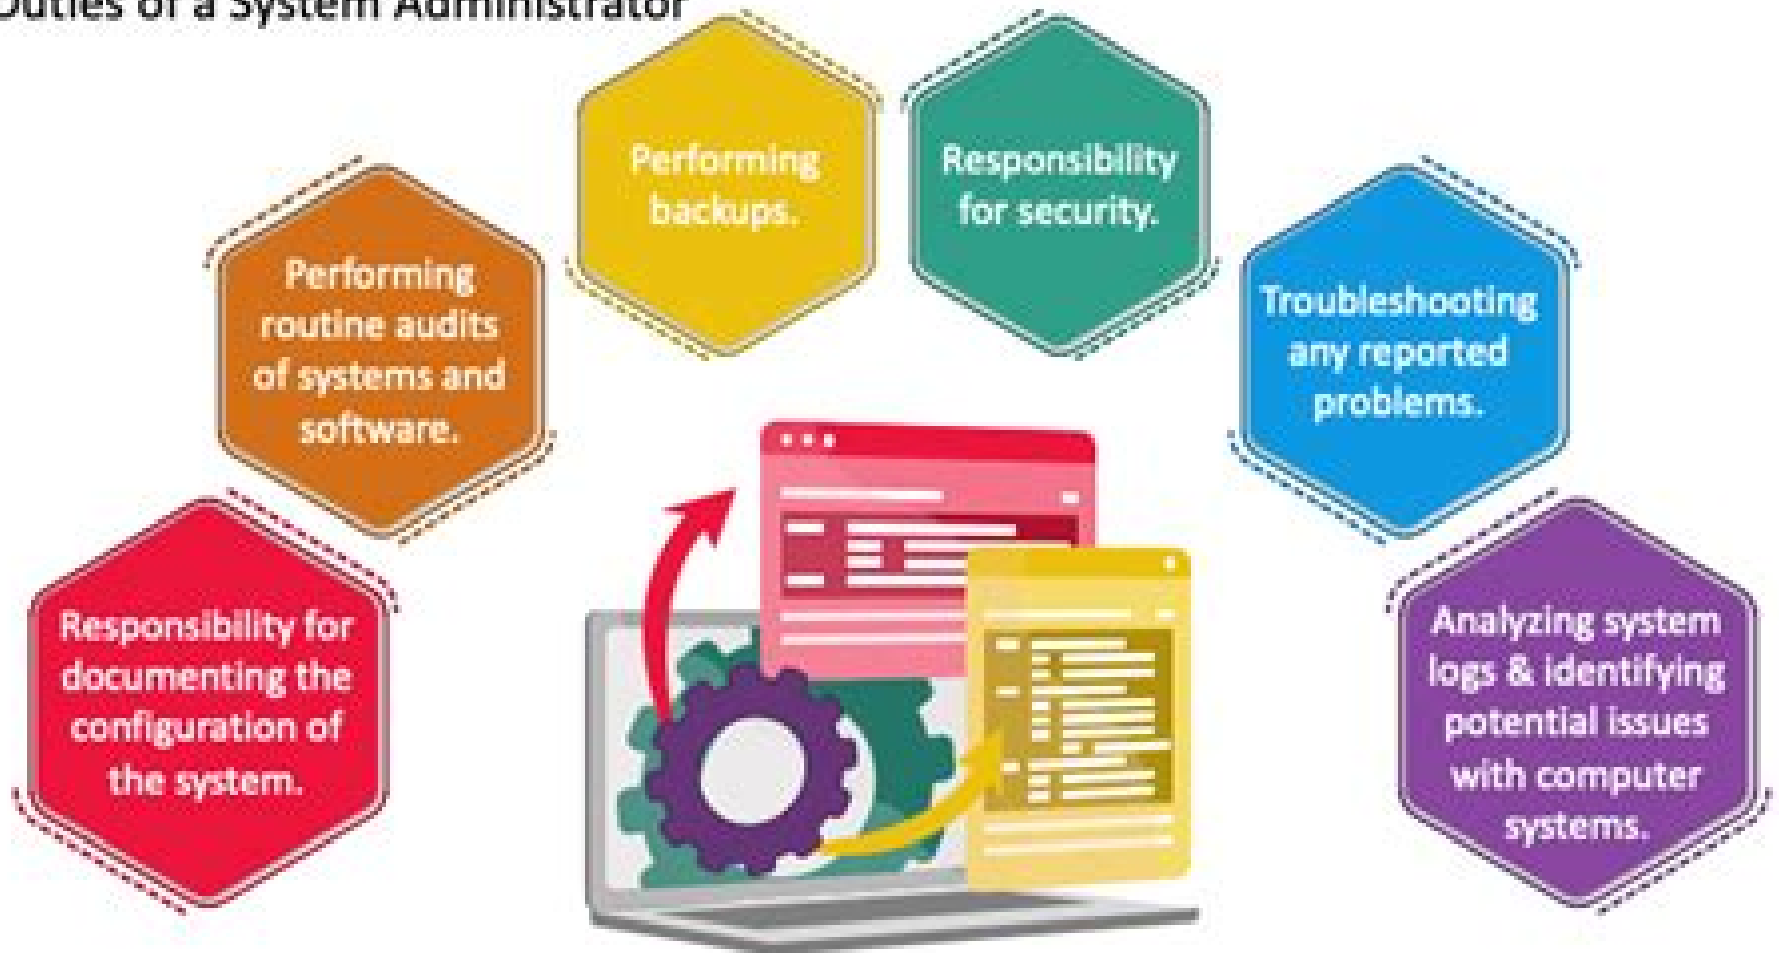 Duties of a System Administrator
Performing
backups.
Responsibility
for security.
Performing
routine audits
of systems and
software.
Troubleshooting
any reported
problems.
Responsibility for
documenting the
configuration of
the system.
Analyzing system
logs & identifying
potential issues
with computer
systems.